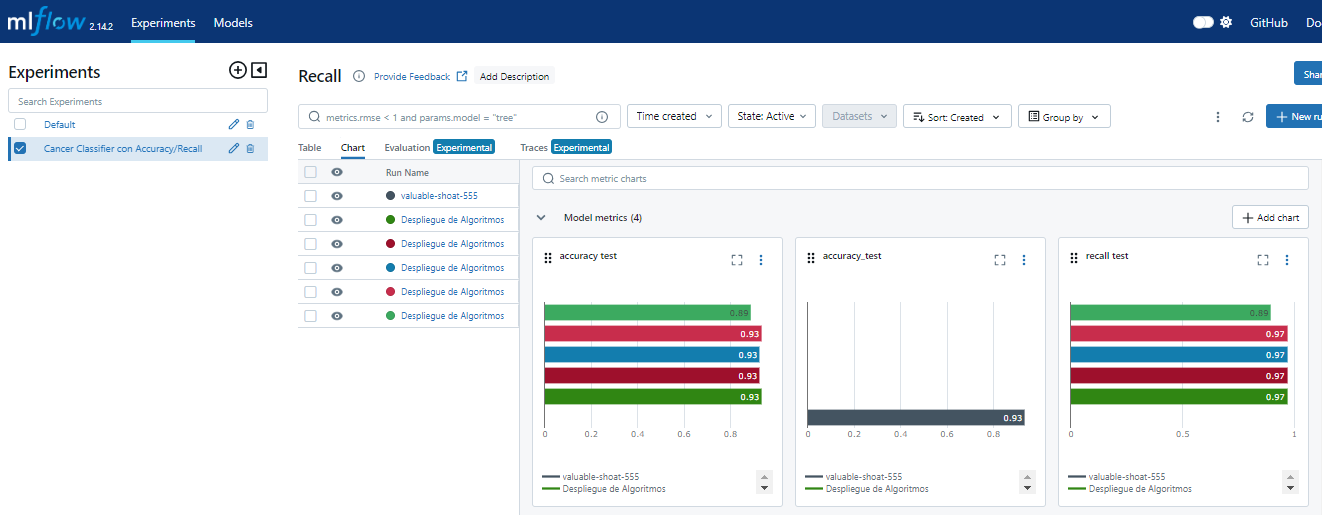 mlflow 2.14.2 Experiments Models GitHub Do
Experiments
Search Experiments
Default
Cancer Classifier con Accuracy/Recall
Recall Provide Feedback Add Description
Shar
metrics.rmse < 1 and params.model = "tree"
Time created
State: Active
Datasets
Sort: Created
Group by
New ru
Table Chart Evaluation Experimental Traces Experimental
Run Name
valuable-shoat-555
Despliegue de Algoritmos
Despliegue de Algoritmos
Despliegue de Algoritmos
Despliegue de Algoritmos
Despliegue de Algoritmos
Search metric charts
Model metrics (4)
Add chart
accuracy test
0.89
0.93
0.93
0.93
0.93
0 0.2 0.4 0.6 0.8
valuable-shoat-555
Despliegue de Algoritmos
accuracy_test
0.93
0 0.2 0.4 0.6 0.8
valuable-shoat-555
Despliegue de Algoritmos
recall test
0.89
0.97
0.97
0.97
0.97
0 0.5 1
valuable-shoat-555
Despliegue de Algoritmos